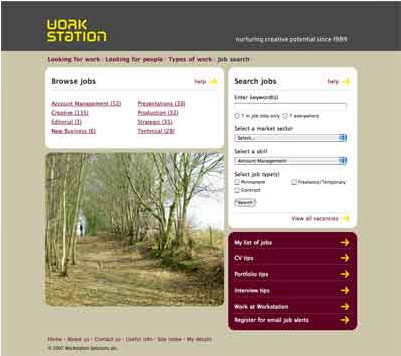 WORK
STATION
nurturing creative potential since 1989
Looking for work Looking for people Types of work Job search
Browse jobs
help
Account Management (52)
Creative (135)
Editorial (3)
New Business (6)
Presentations (39)
Production (32)
Strategic (35)
Technical (28)
Search jobs
help
Enter keyword(s)
in job title only
everywhere
Select a market sector
Select...
Select a skill
Account Management
Select job type(s)
Permanent
Freelance/Temporary
Contract
Search
View all vacancies
My list of jobs
CV tips
Portfolio tips
Interview tips
Work at Workstation
Register for email job alerts
Home - About us - Contact us - Useful info - Site notes - My details
© 2007 Workstation Solutions plc.